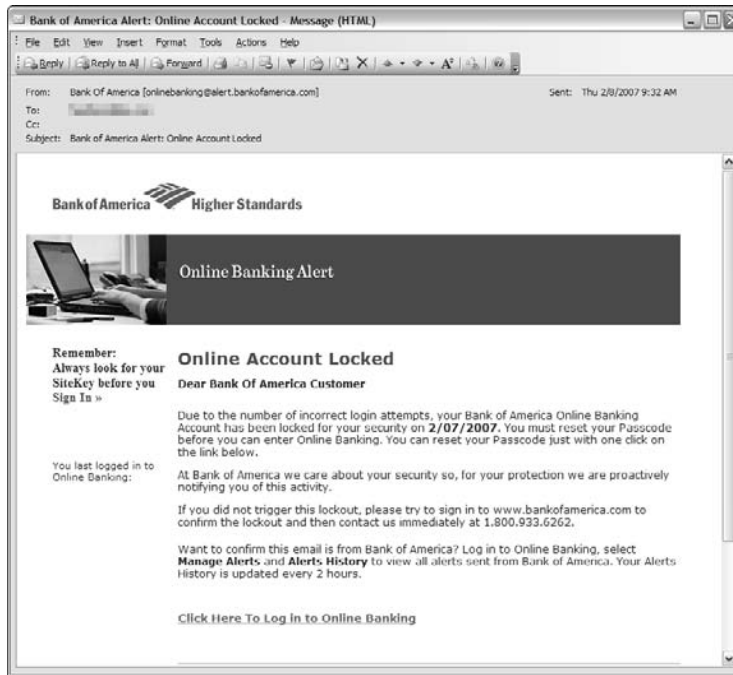 Bank of America Alert: Online Account Locked - Message (HTML)
File Edit View Insert Format Tools Actions Help
Reply Reply to All Forward
From: Bank Of America [onlinebanking@alert.bankofamerica.com] Sent: Thu 2/8/2007 9:32 AM
To:
Cc:
Subject: Bank of America Alert: Online Account Locked
Bank of America Higher Standards
Online Banking Alert
Remember:
Always look for your
SiteKey before you
Sign In »
You last logged in to
Online Banking:
Online Account Locked
Dear Bank Of America Customer
Due to the number of incorrect login attempts, your Bank of America Online Banking
Account has been locked for your security on 2/07/2007. You must reset your Passcode
before you can enter Online Banking. You can reset your Passcode just with one click on
the link below.
At Bank of America we care about your security so, for your protection we are proactively
notifying you of this activity.
If you did not trigger this lockout, please try to sign in to www.bankofamerica.com to
confirm the lockout and then contact us immediately at 1.800.933.6262.
Want to confirm this email is from Bank of America? Log in to Online Banking, select
Manage Alerts and Alerts History to view all alerts sent from Bank of America. Your Alerts
History is updated every 2 hours.
Click Here To Log in to Online Banking